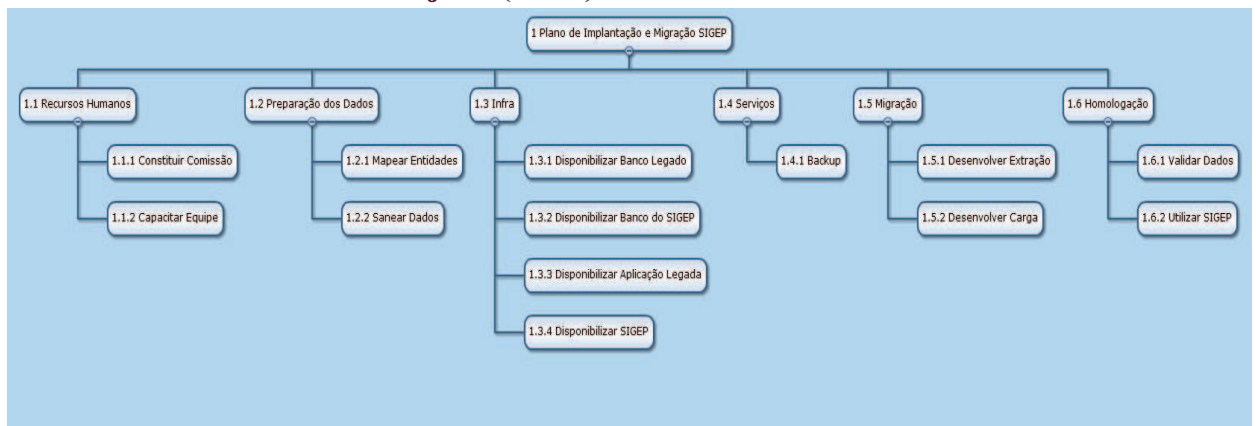 1 Plano de Implantação e Migração SIGEP
1.1 Recursos Humanos
1.1.1 Constituir Comissão
1.1.2 Capacitar Equipe
1.2 Preparação dos Dados
1.2.1 Mapear Entidades
1.2.2 Sanear Dados
1.3 Infra
1.3.1 Disponibilizar Banco Legado
1.3.2 Disponibilizar Banco do SIGEP
1.3.3 Disponibilizar Aplicação Legada
1.3.4 Disponibilizar SIGEP
1.4 Serviços
1.4.1 Backup
1.5 Migração
1.5.1 Desenvolver Extração
1.5.2 Desenvolver Carga
1.6 Homologação
1.6.1 Validar Dados
1.6.2 Utilizar SIGEP